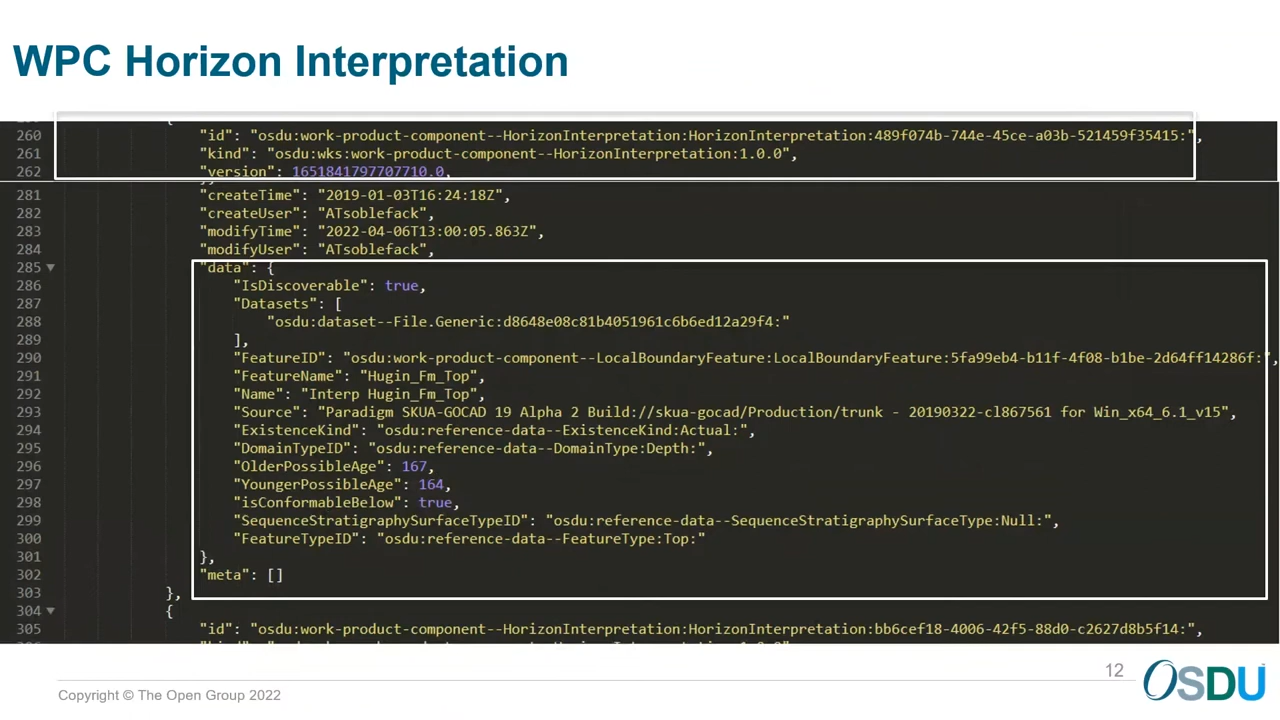 WPC Horizon Interpretation
260 "id": "osdu:work-product-component--HorizonInterpretation:HorizonInterpretation:489f074b-744e-45ce-a03b-521459f35415:",
261 "kind": "osdu:wks:work-product-component--HorizonInterpretation:1.0.0",
262 "version": 1651841797707710.0,
281 "createTime": "2019-01-03T16:24:18Z",
282 "createUser": "ATsoblefack",
283 "modifyTime": "2022-04-06T13:00:05.863Z",
284 "modifyUser": "ATsoblefack",
285 "data": {
286 "IsDiscoverable": true,
287 "Datasets": [
288 "osdu:dataset--File.Generic:d8648e08c81b4051961c6b6ed12a29f4:"
289 ],
290 "FeatureID": "osdu:work-product-component--LocalBoundaryFeature:LocalBoundaryFeature:5fa99eb4-b11f-4f08-b1be-2d64ff14286f:",
291 "FeatureName": "Hugin_Fm_Top",
292 "Name": "Interp Hugin_Fm_Top",
293 "Source": "Paradigm SKUA-GOCAD 19 Alpha 2 Build://skua-gocad/Production/trunk - 20190322-cl867561 for Win_x64_6.1_v15",
294 "ExistenceKind": "osdu:reference-data--ExistenceKind:Actual:",
295 "DomainTypeID": "osdu:reference-data--DomainType:Depth:",
296 "OlderPossibleAge": 167,
297 "YoungerPossibleAge": 164,
298 "isConformableBelow": true,
299 "SequenceStratigraphySurfaceTypeID": "osdu:reference-data--SequenceStratigraphySurfaceType:Null:",
300 "FeatureTypeID": "osdu:reference-data--FeatureType:Top:"
301 },
302 "meta": []
303 },
304 {
305 "id": "osdu:work-product-component--HorizonInterpretation:HorizonInterpretation:bb6cef18-4006-42f5-88d0-c2627d8b5f14:",
12
Copyright © The Open Group 2022
OSDU